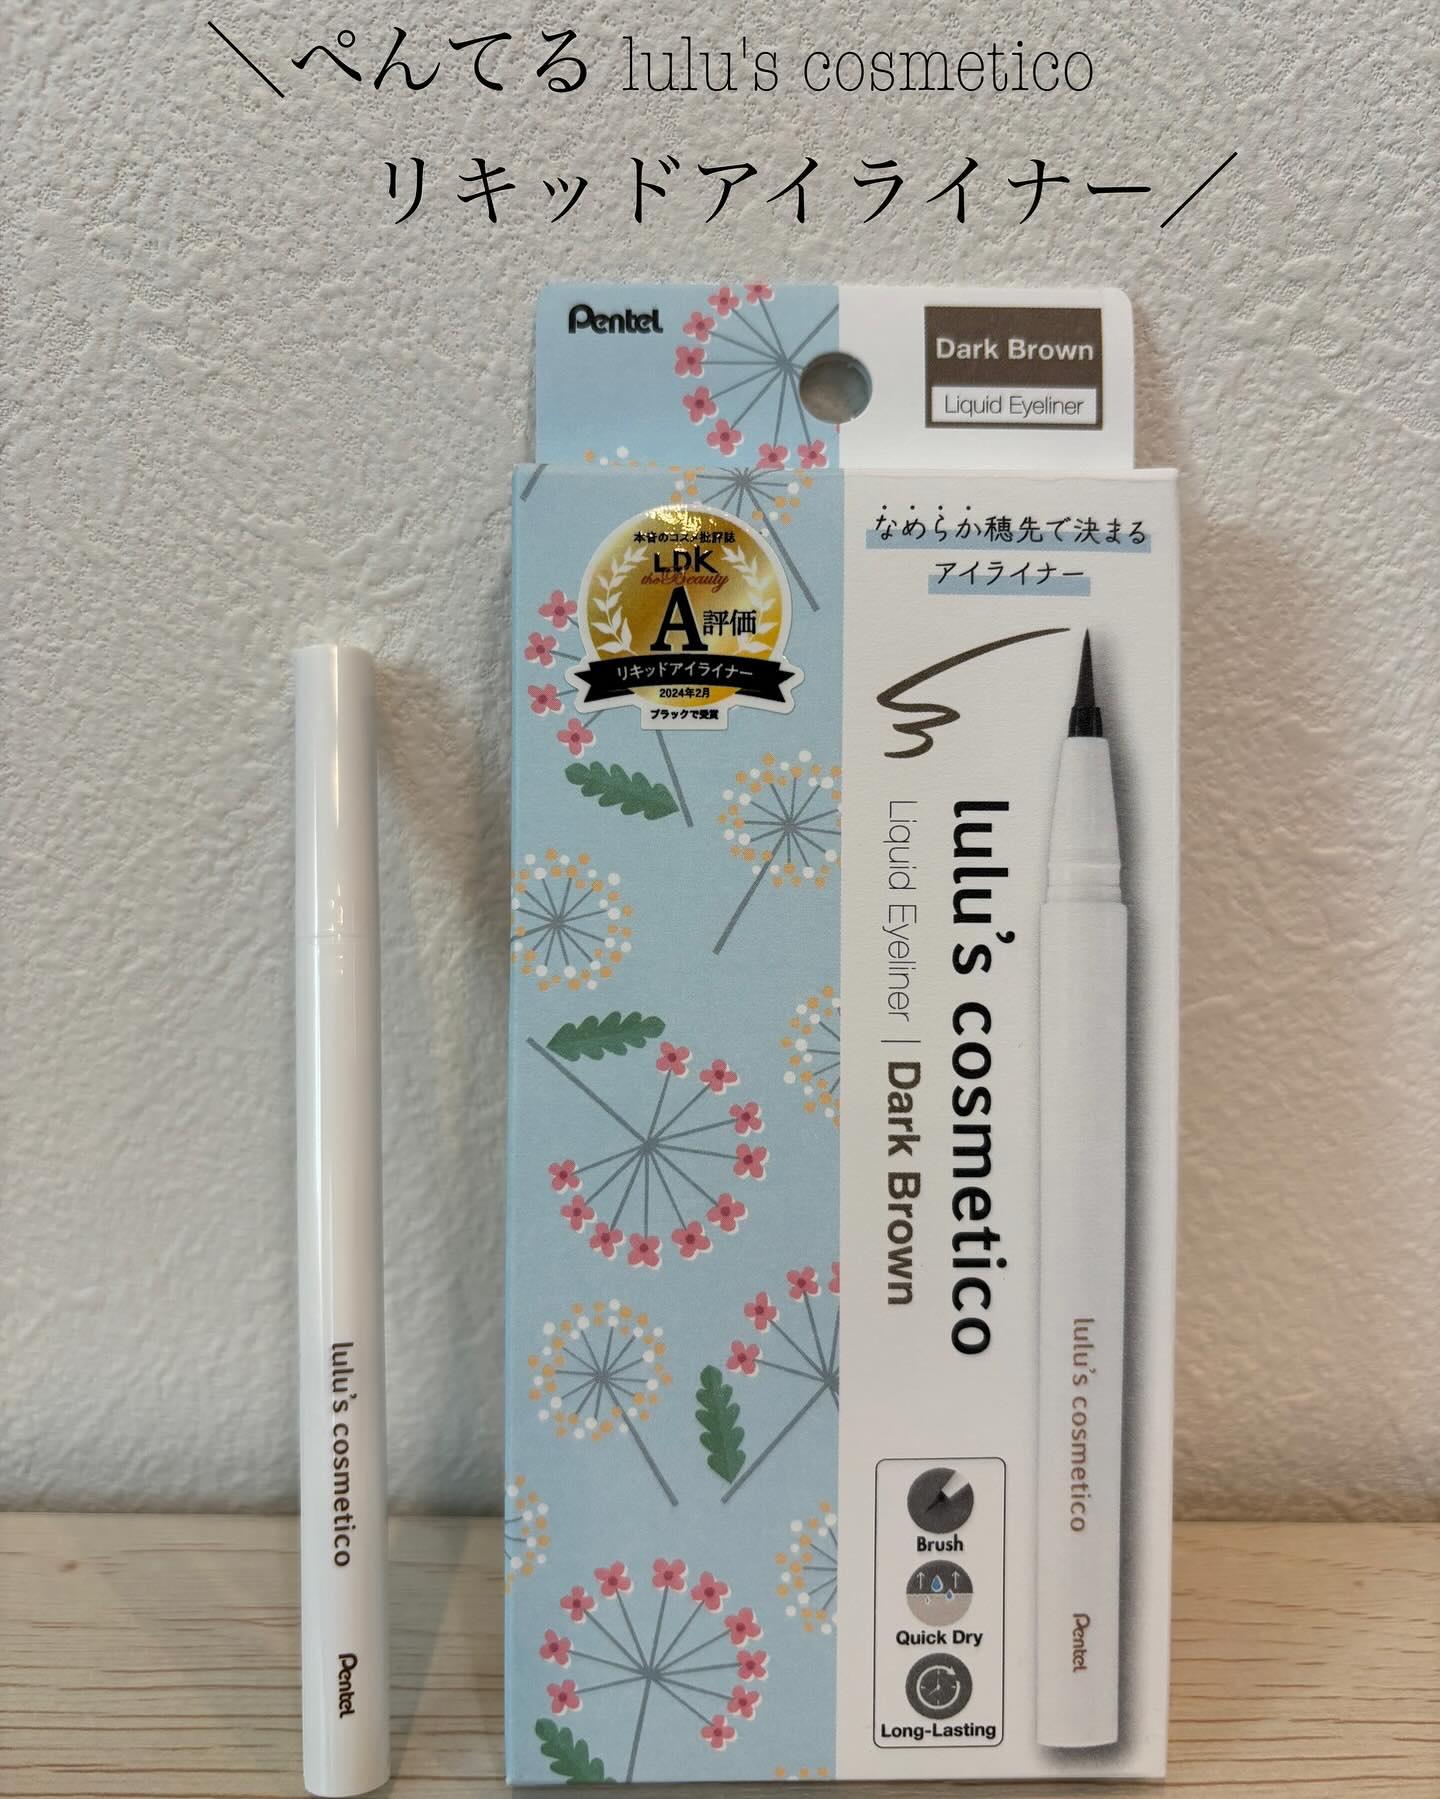 ＼ぺんてる lulu's cosmetico
リキッドアイライナー／
Pentel
Dark Brown
Liquid Eyeliner
本音のコスメ批評誌
LDK
the Beauty
A評価
リキッドアイライナー
2024年2月
ブラックで受賞
なめらか穂先で決まる
アイライナー
lulu's cosmetico
Liquid Eyeliner | Dark Brown
lulu's cosmetico
Pentel
Brush
Quick Dry
Long-Lasting
lulu's cosmetico
Pentel